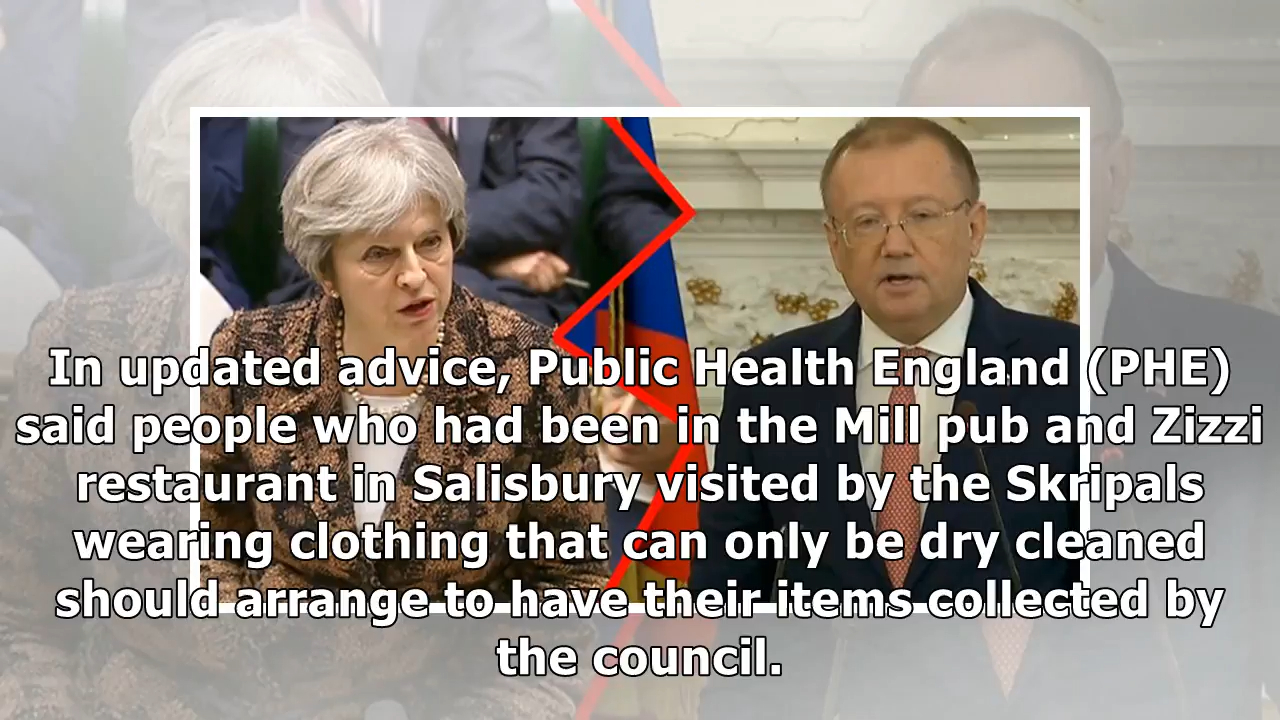 In updated advice, Public Health England (PHE)
said people who had been in the Mill pub and Zizzi
restaurant in Salisbury visited by the Skripals
wearing clothing that can only be dry cleaned
should arrange to have their items collected by
the council.